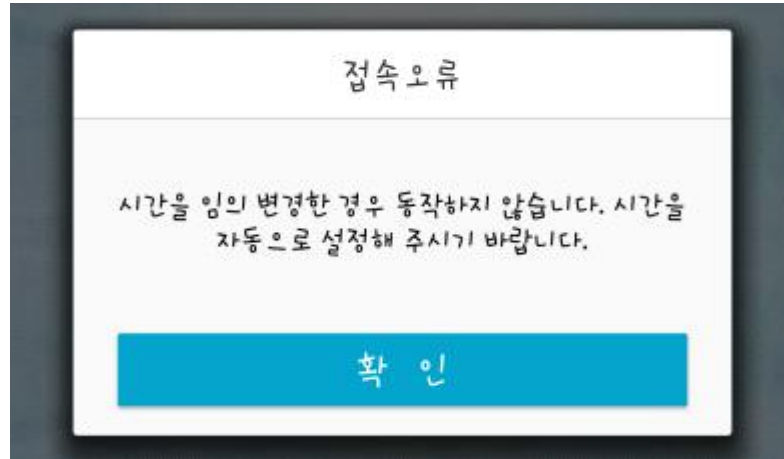 접속오류
시간을 임의 변경한 경우 동작하지 않습니다. 시간을
자동으로 설정해 주시기 바랍니다.
확 인